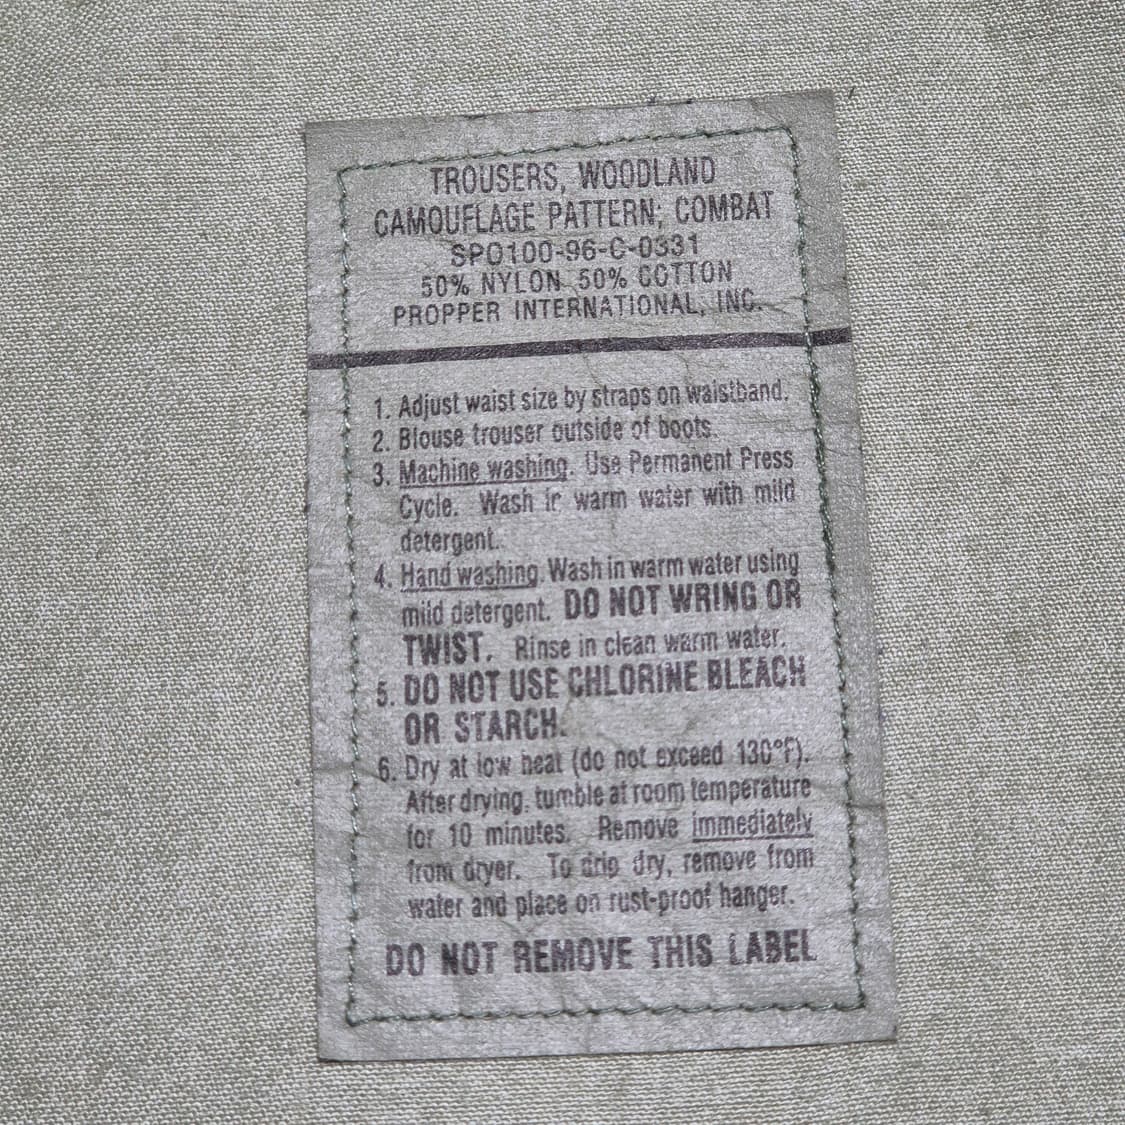 TROUSERS, WOODLAND
CAMOUFLAGE PATTERN; COMBAT
SPO100-96-C-0331
50% NYLON 50% COTTON
PROPPER INTERNATIONAL, INC.
1. Adjust waist size by straps on waistband.
2. Blouse trouser outside of boots.
3. Machine washing. Use Permanent Press
Cycle. Wash in warm water with mild
detergent.
4. Hand washing. Wash in warm water using
mild detergent. DO NOT WRING OR
TWIST. Rinse in clean warm water.
5. DO NOT USE CHLORINE BLEACH
OR STARCH.
6. Dry at low heat (do not exceed 130°F).
After drying, tumble at room temperature
for 10 minutes. Remove immediately
from dryer. To drip dry, remove from
water and place on rust-proof hanger.
DO NOT REMOVE THIS LABEL